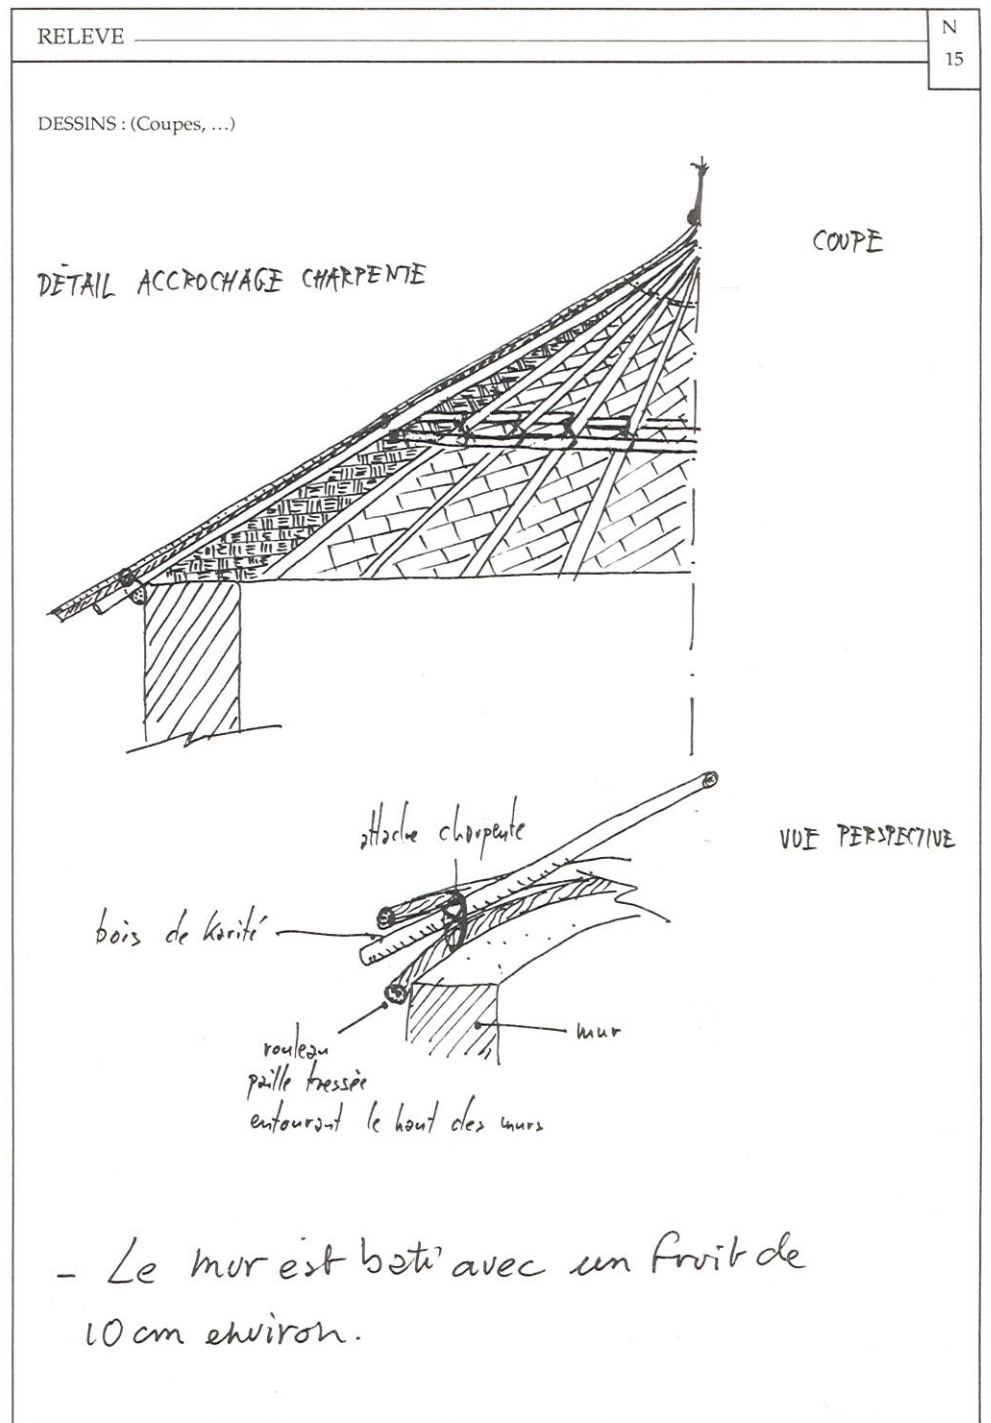 RELEVE
N
15
DESSINS : (Coupes, ...)
COUPE
DÉTAIL ACCROCHAGE CHARPENTE
VUE PERSPECTIVE
attache charpente
bois de Karité
mur
rouleau
paille tressée
entourant le haut des murs
- Le mur est bati avec un fruit de
10 cm environ.